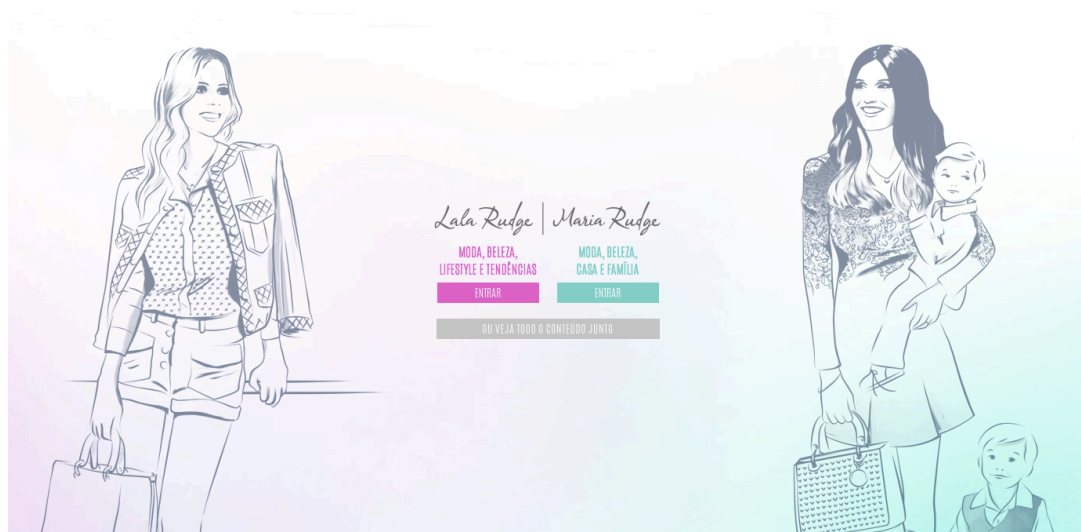 Lala Rudge | Maria Rudge
MODA, BELEZA,
LIFESTYLE E TENDÊNCIAS
ENTRAR
MODA, BELEZA,
CASA E FAMÍLIA
ENTRAR
OU VEJA TODO O CONTEÚDO JUNTO